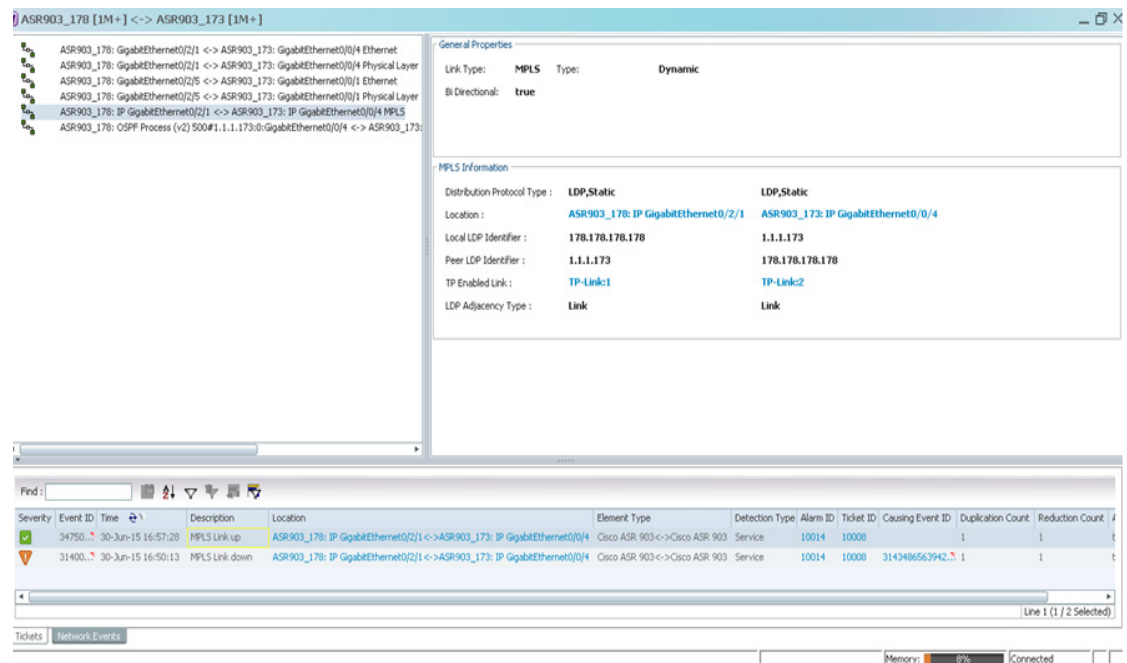 ASR903_178 [1M+] <-> ASR903_173 [1M+]
ASR903_178: GigabitEthernet0/2/1 <-> ASR903_173: GigabitEthernet0/0/4 Ethernet
ASR903_178: GigabitEthernet0/2/1 <-> ASR903_173: GigabitEthernet0/0/4 Physical Layer
ASR903_178: GigabitEthernet0/2/5 <-> ASR903_173: GigabitEthernet0/0/1 Ethernet
ASR903_178: GigabitEthernet0/2/5 <-> ASR903_173: GigabitEthernet0/0/1 Physical Layer
ASR903_178: IP GigabitEthernet0/2/1 <-> ASR903_173: IP GigabitEthernet0/0/4 MPLS
ASR903_178: OSPF Process (v2) 500#1.1.1.173:0:GigabitEthernet0/0/4 <-> ASR903_173:
General Properties
Link Type: MPLS Type: Dynamic
Bi Directional: true
MPLS Information
Distribution Protocol Type : LDP,Static LDP,Static
Location : ASR903_178: IP GigabitEthernet0/2/1 ASR903_173: IP GigabitEthernet0/0/4
Local LDP Identifier : 178.178.178.178 1.1.1.173
Peer LDP Identifier : 1.1.1.173 178.178.178.178
TP Enabled Link : TP-Link:1 TP-Link:2
LDP Adjacency Type : Link Link
Find :
Severity Event ID Time Description Location Element Type Detection Type Alarm ID Ticket ID Causing Event ID Duplication Count Reduction Count
34750... 30-Jun-15 16:57:28 MPLS Link up ASR903_178: IP GigabitEthernet0/2/1<->ASR903_173: IP GigabitEthernet0/0/4 Cisco ASR 903<->Cisco ASR 903 Service 10014 10008 1 1
31400... 30-Jun-15 16:50:13 MPLS Link down ASR903_178: IP GigabitEthernet0/2/1<->ASR903_173: IP GigabitEthernet0/0/4 Cisco ASR 903<->Cisco ASR 903 Service 10014 10008 3143486563942... 1 1
Line 1 (1 / 2 Selected)
Tickets Network Events
Memory: 8% Connected